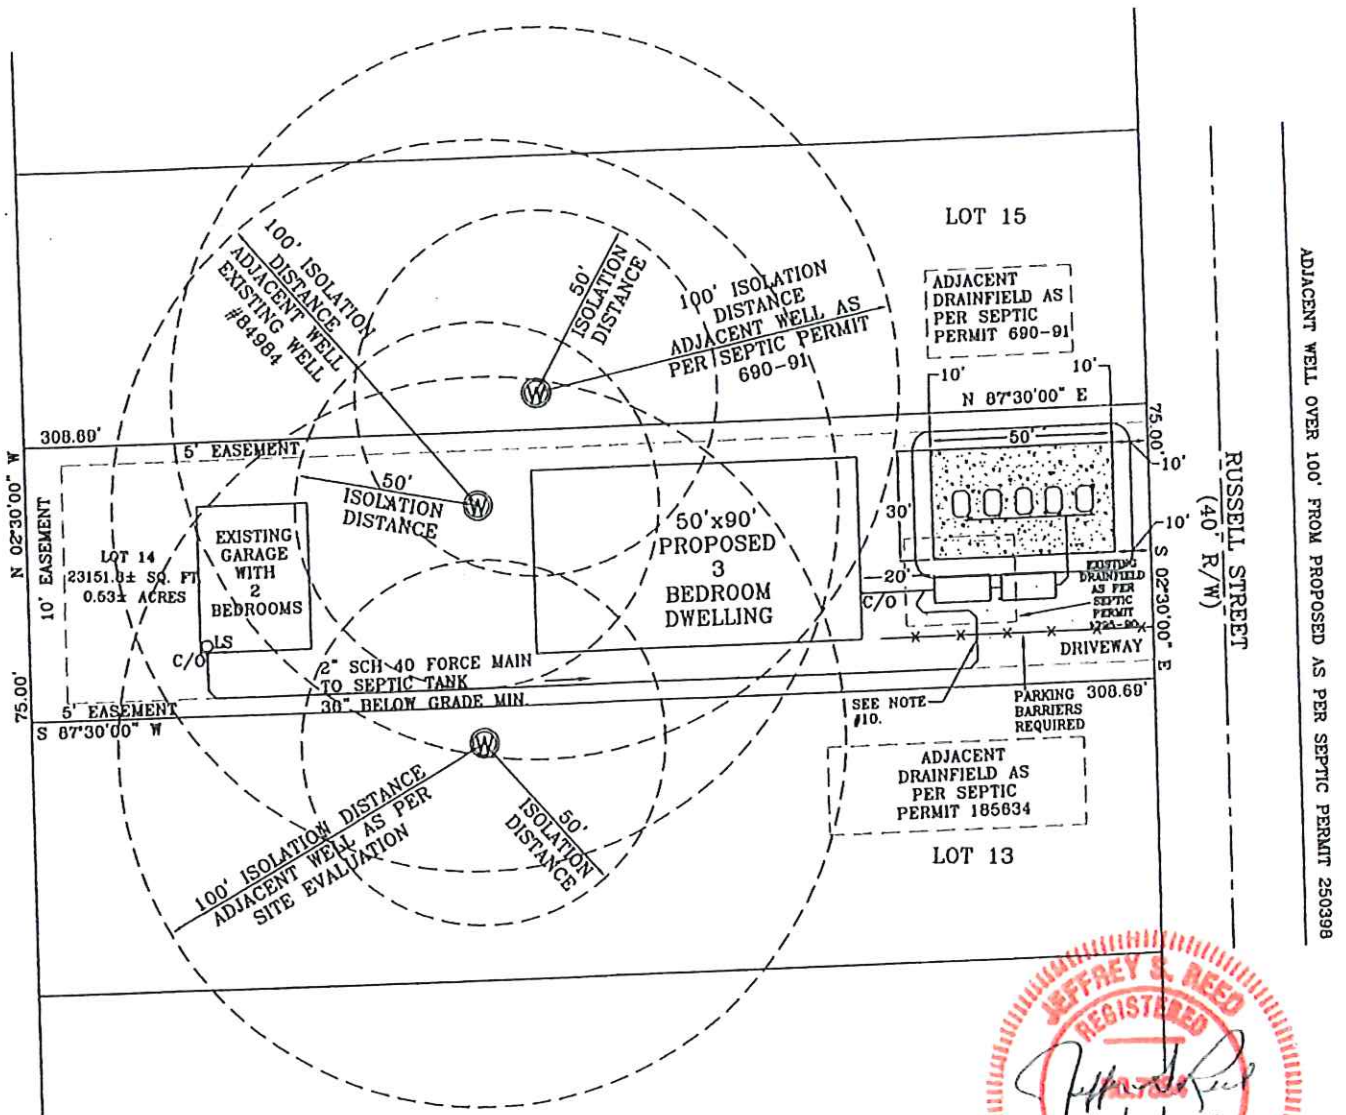 LOT 15
100' ISOLATION
DISTANCE
ADJACENT WELL
EXISTING WELL
#84984
50'
ISOLATION
DISTANCE
100' ISOLATION
DISTANCE
ADJACENT WELL AS
PER SEPTIC PERMIT
690-91
ADJACENT
DRAINFIELD AS
PER SEPTIC
PERMIT 690-91
10'
10'
N 87°30'00" E
308.69'
5' EASEMENT
N 02°30'00" W
75.00'
10' EASEMENT
LOT 14
23151.8± SQ. FT
0.53± ACRES
EXISTING
GARAGE
WITH
2
BEDROOMS
50'
ISOLATION
DISTANCE
W
W
W
50'x90'
PROPOSED
3
BEDROOM
DWELLING
50'
30'
10'
10'
75.00'
S 02°30'00" E
20'
C/O
EXISTING
DRAINFIELD
AS PER
SEPTIC
PERMIT
DRIVEWAY
LS
C/O
2" SCH 40 FORCE MAIN
TO SEPTIC TANK
30" BELOW GRADE MIN.
5' EASEMENT
S 87°30'00" W
SEE NOTE
#10.
PARKING
BARRIERS
REQUIRED
308.69'
ADJACENT
DRAINFIELD AS
PER SEPTIC
PERMIT 185634
LOT 13
100' ISOLATION DISTANCE
ADJACENT WELL AS PER
SITE EVALUATION
50'
ISOLATION
DISTANCE
RUSSELL STREET
(40' R/W)
ADJACENT WELL OVER 100' FROM PROPOSED AS PER SEPTIC PERMIT 250398
JEFFREY S. REED
REGISTERED